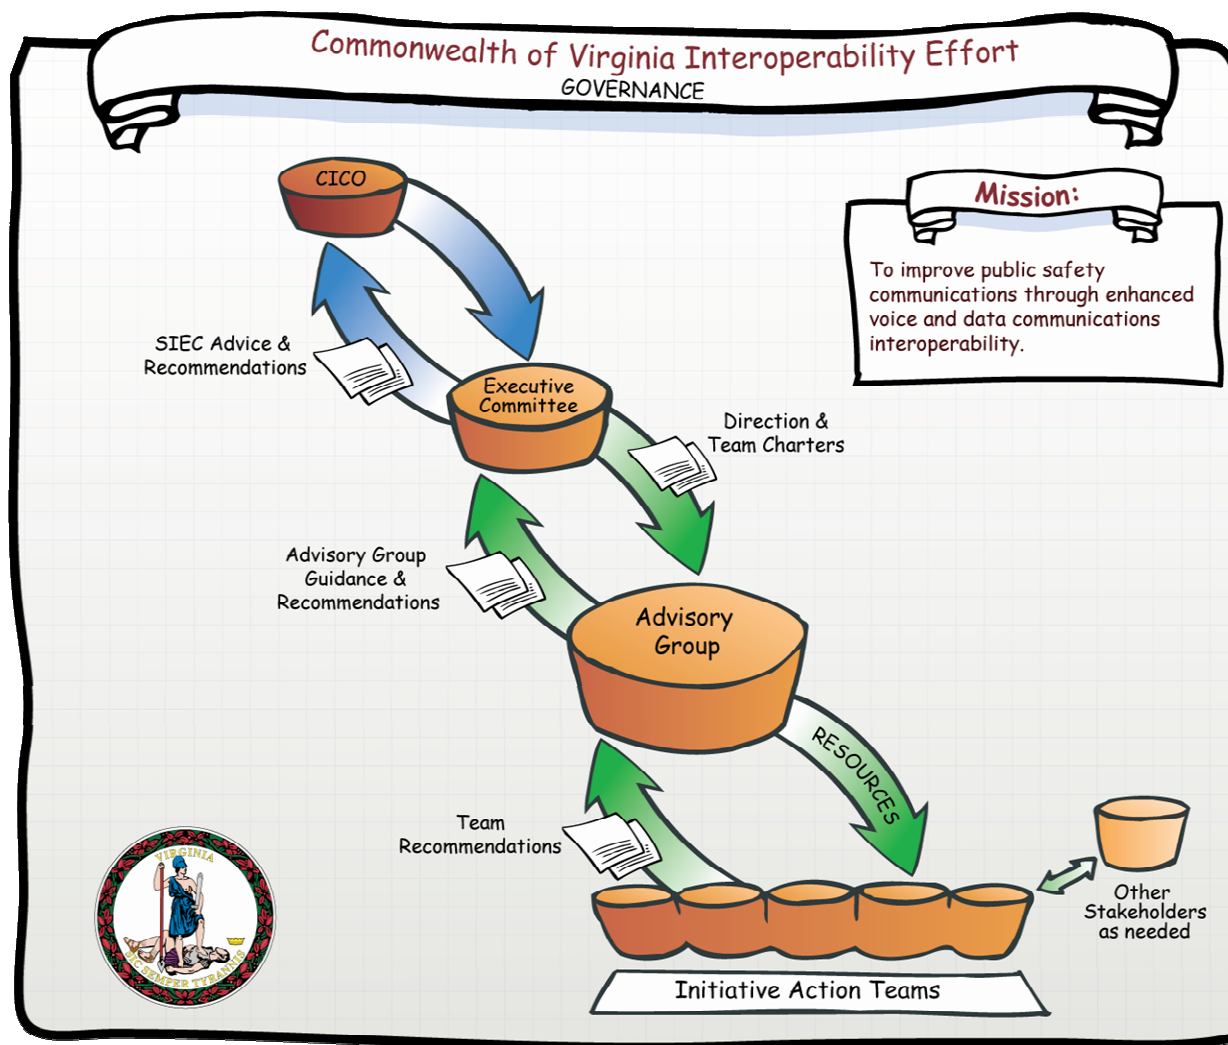 Commonwealth of Virginia Interoperability Effort
GOVERNANCE
CICO
Mission:
To improve public safety
communications through enhanced
voice and data communications
interoperability.
SIEC Advice &
Recommendations
Executive
Committee
Direction &
Team Charters
Advisory Group
Guidance &
Recommendations
Advisory
Group
RESOURCES
Team
Recommendations
Other
Stakeholders
as needed
Initiative Action Teams
VIRGINIA
SIC SEMPER TYRANNIS